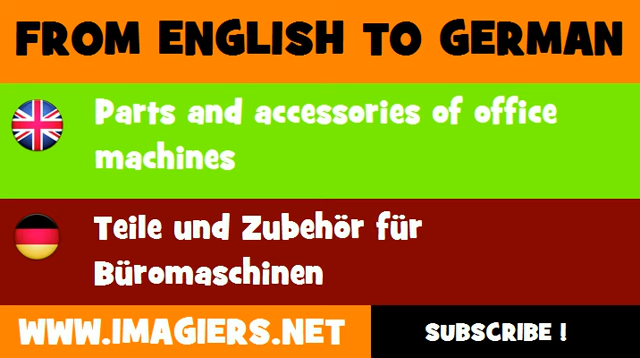 FROM ENGLISH TO GERMAN
Parts and accessories of office
machines
Teile und Zubehör für
Büromaschinen
WWW.IMAGIERS.NET
SUBSCRIBE !